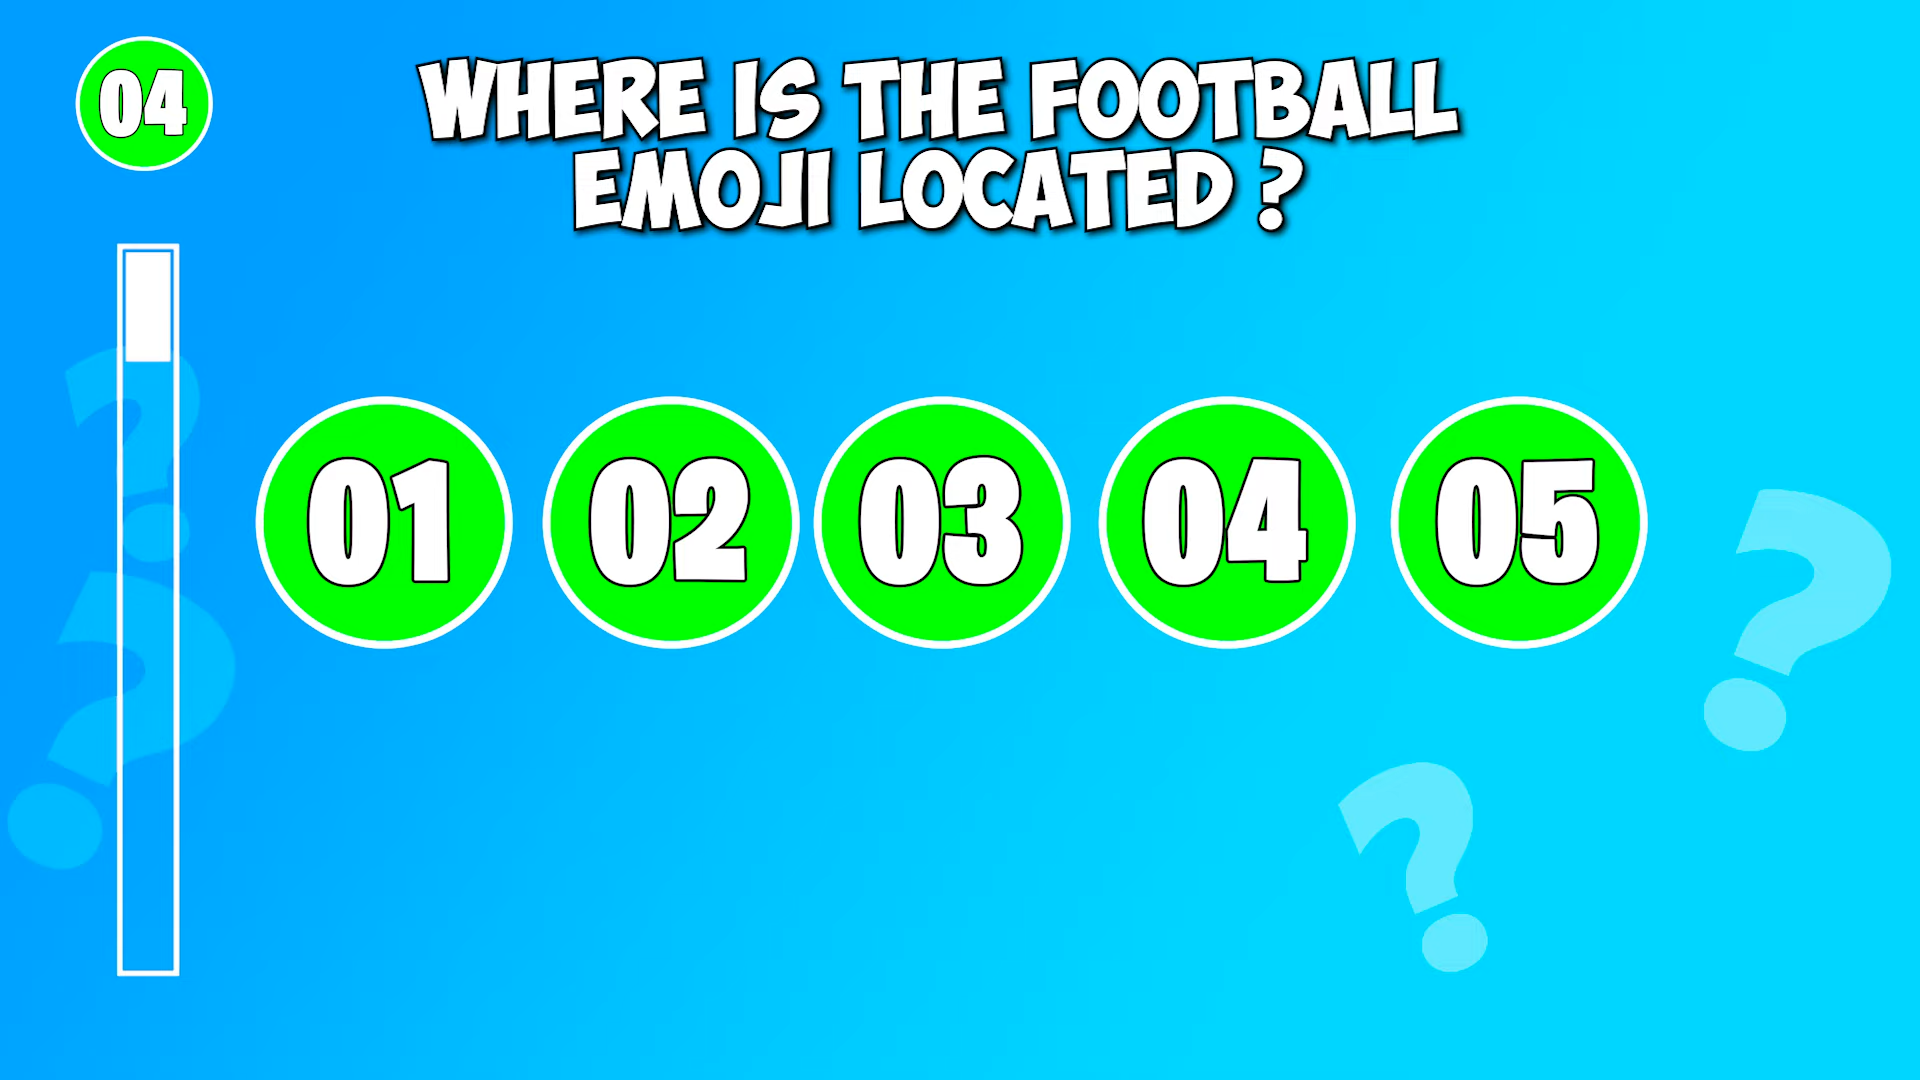 04
WHERE IS THE FOOTBALL
EMOJI LOCATED ?
01 02 03 04 05